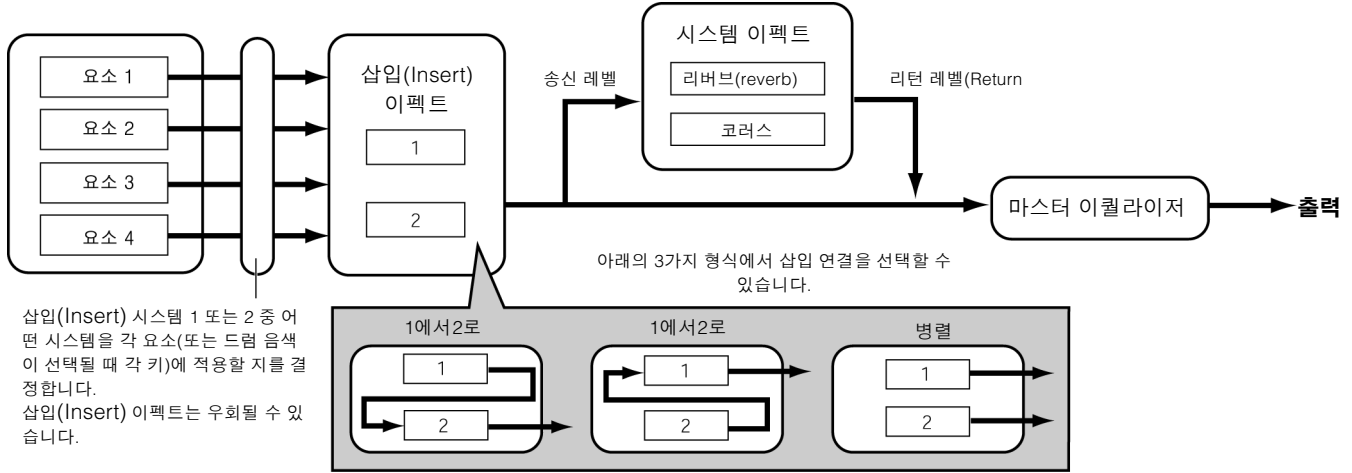 요소 1
요소 2
요소 3
요소 4
삽입(Insert) 시스템 1 또는 2 중 어
떤 시스템을 각 요소(또는 드럼 음색
이 선택될 때 각 키)에 적용할 지를 결
정합니다.
삽입(Insert) 이펙트는 우회될 수 있
습니다.
삽입(Insert)
이펙트
1
2
송신 레벨
시스템 이펙트
리버브(reverb)
코러스
리턴 레벨(Return
마스터 이퀄라이저
출력
아래의 3가지 형식에서 삽입 연결을 선택할 수
있습니다.
1에서2로
1
2
1에서2로
1
2
병렬
1
2